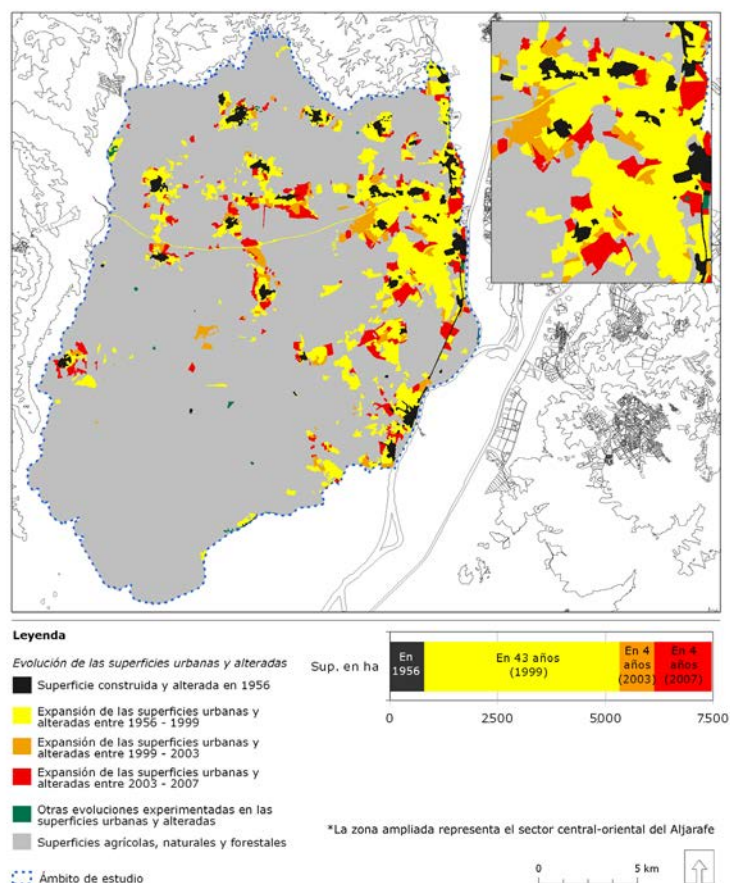 Leyenda
Evolución de las superficies urbanas y alteradas
Superficie construida y alterada en 1956
Expansión de las superficies urbanas y
alteradas entre 1956 - 1999
Expansión de las superficies urbanas y
alteradas entre 1999 - 2003
Expansión de las superficies urbanas y
alteradas entre 2003 - 2007
Otras evoluciones experimentadas en las
superficies urbanas y alteradas
Superficies agrícolas, naturales y forestales
Ámbito de estudio
Sup. en ha
En
1956
En 43 años
(1999)
En 4
años
(2003)
En 4
años
(2007)
0 2500 5000 7500
*La zona ampliada representa el sector central-oriental del Aljarafe
0 5 km